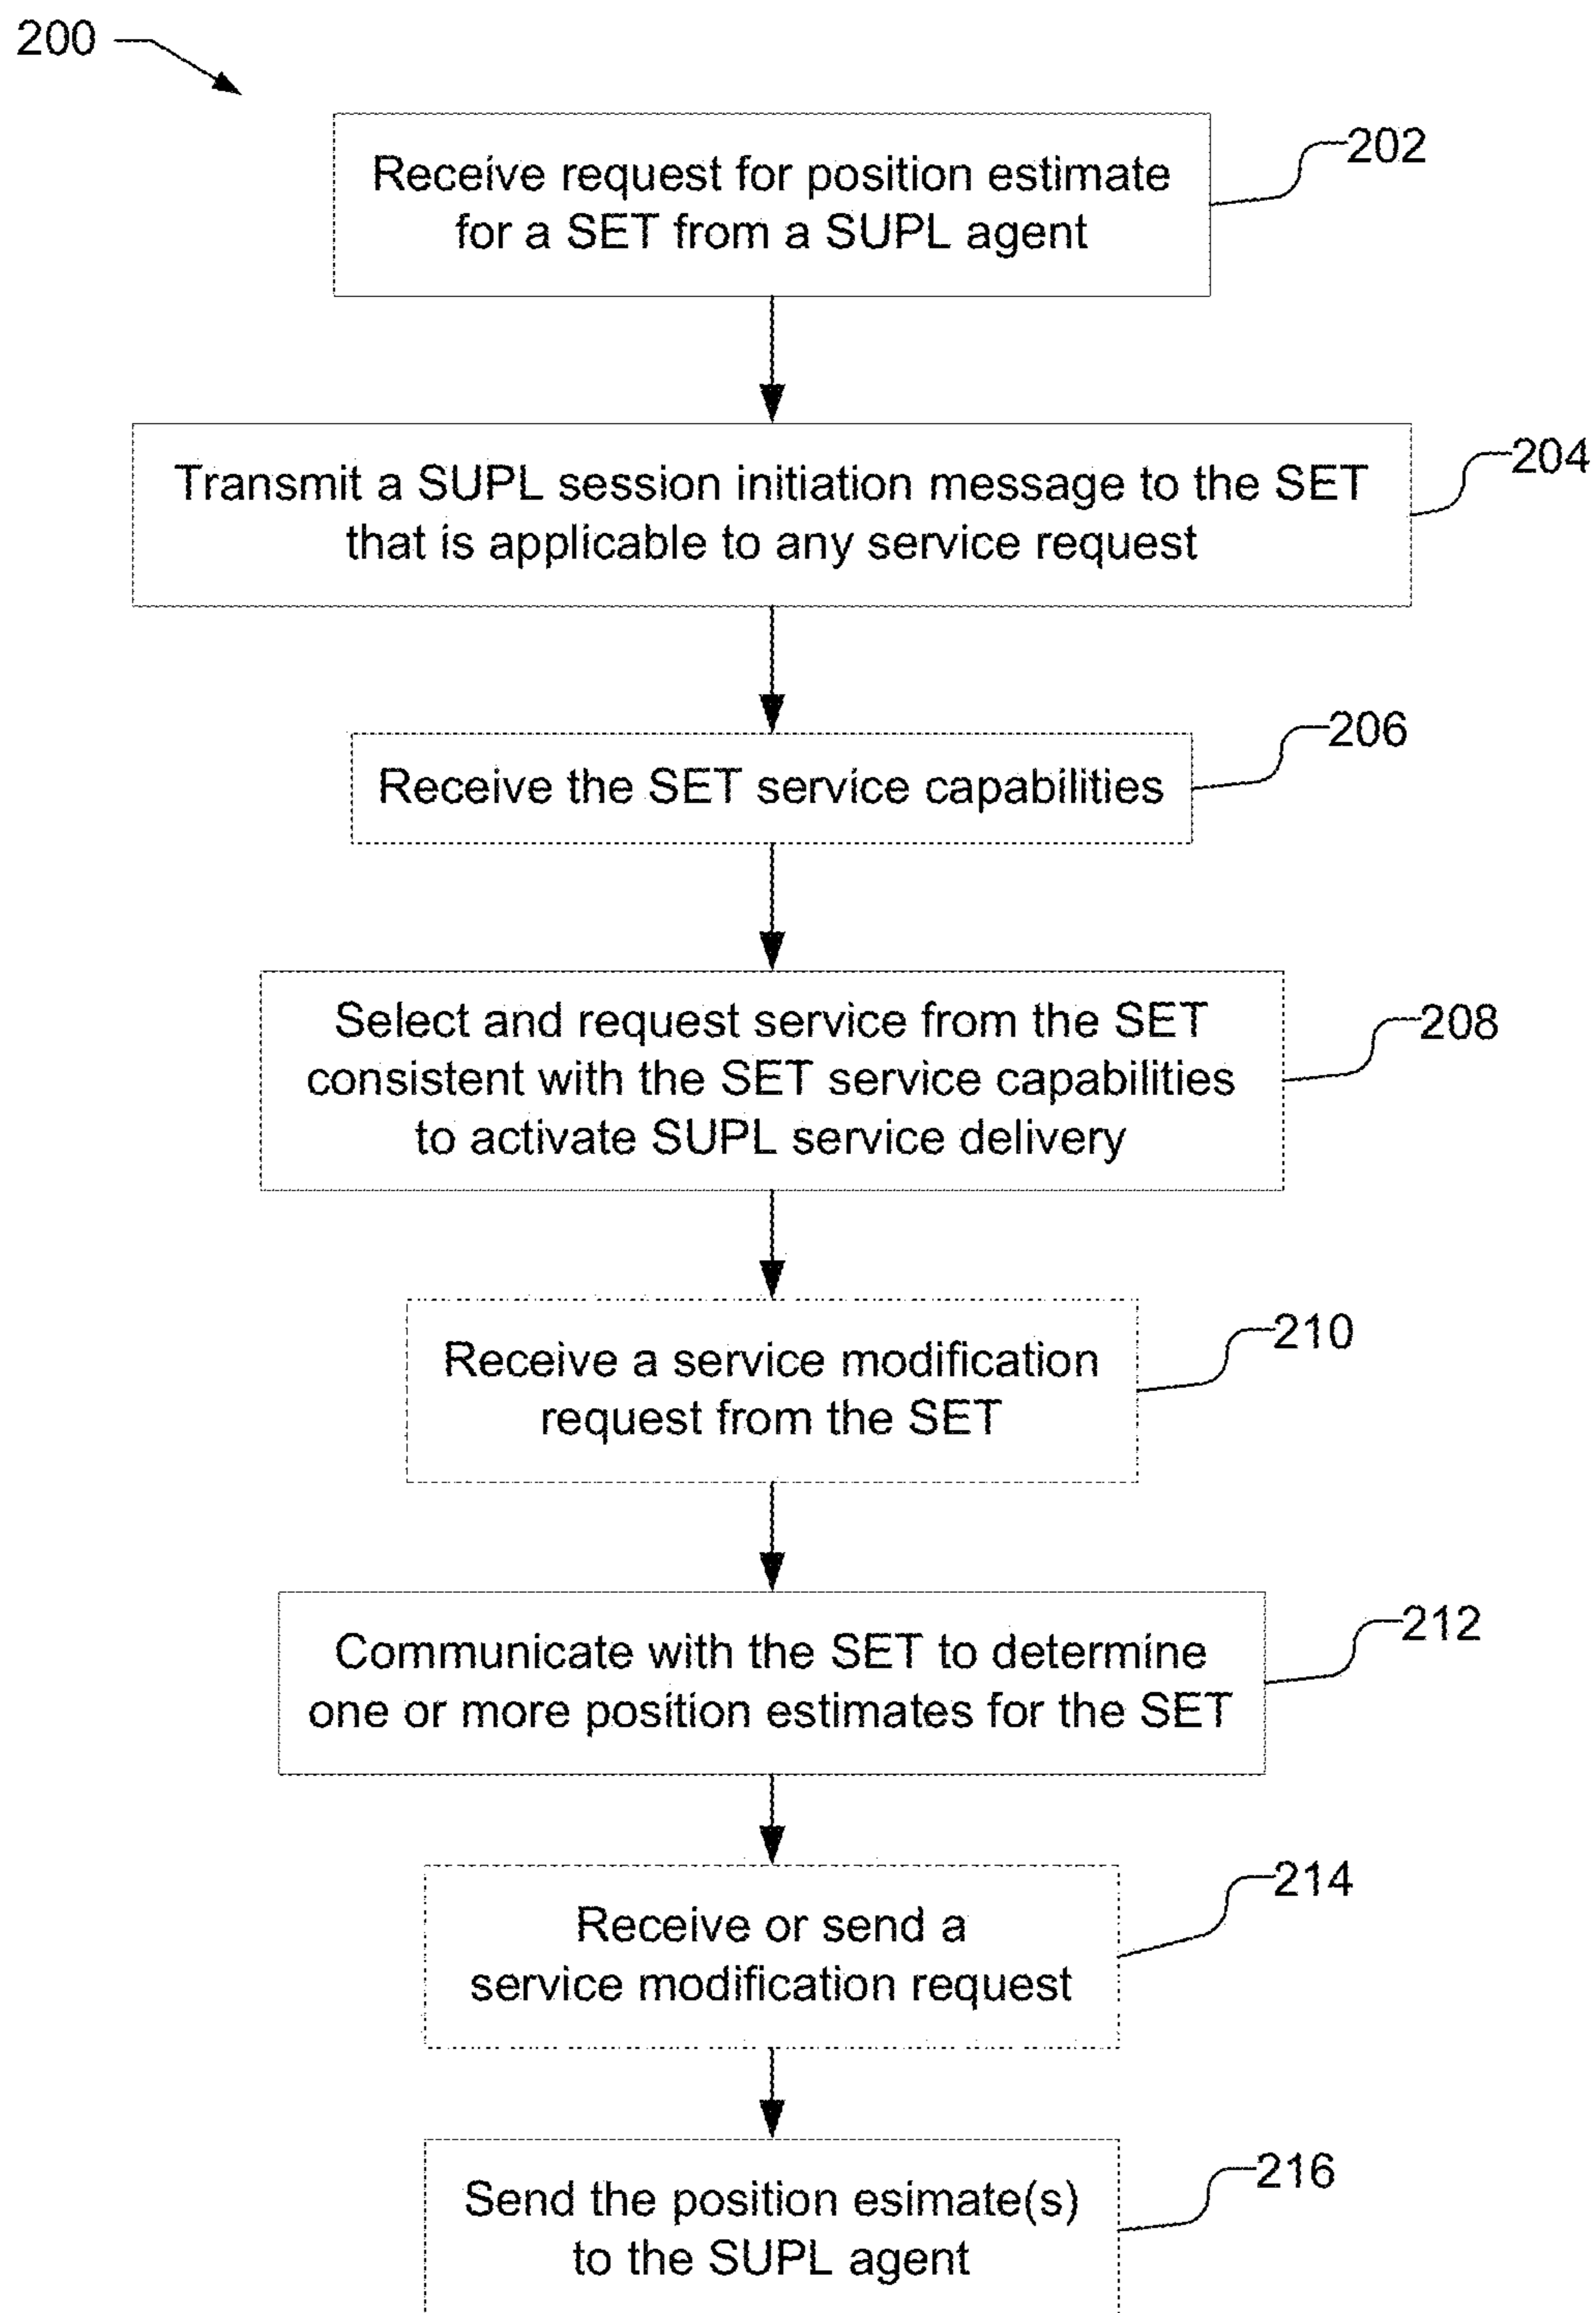 200
202
Receive request for position estimate
for a SET from a SUPL agent
204
Transmit a SUPL session initiation message to the SET
that is applicable to any service request
206
Receive the SET service capabilities
208
Select and request service from the SET
consistent with the SET service capabilities
to activate SUPL service delivery
210
Receive a service modification
request from the SET
212
Communicate with the SET to determine
one or more position estimates for the SET
214
Receive or send a
service modification request
216
Send the position esimate(s)
to the SUPL agent